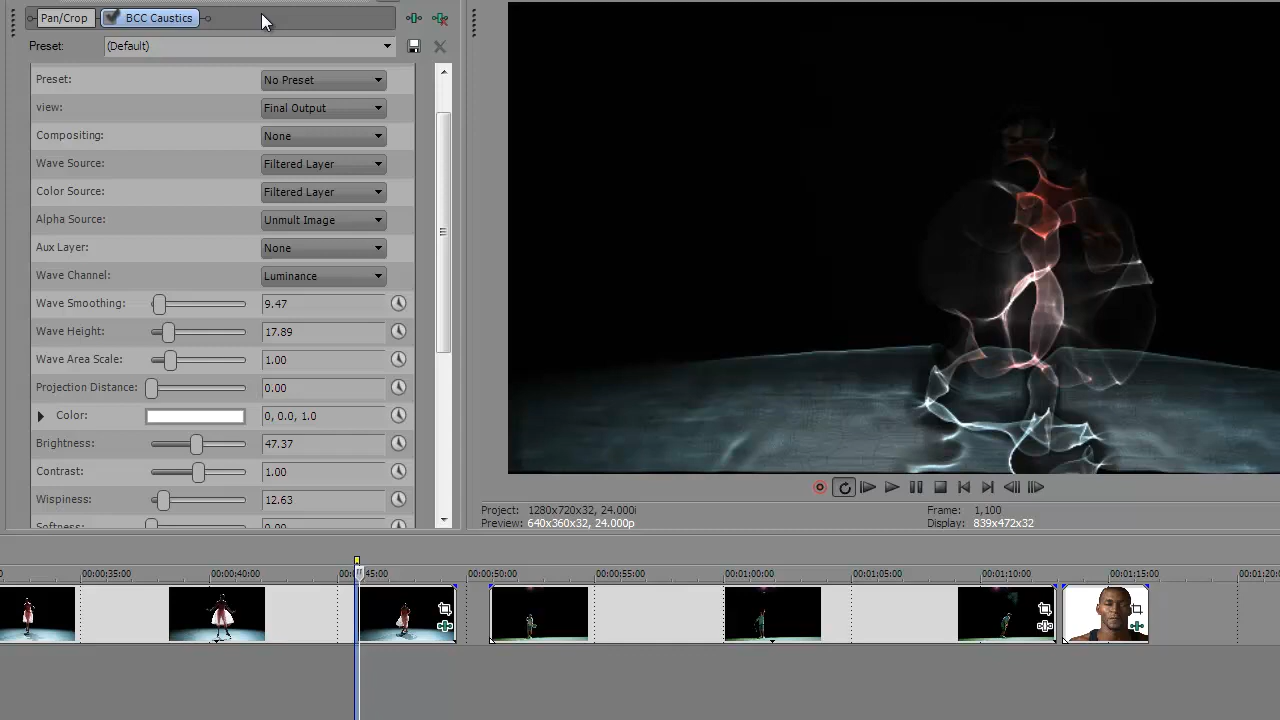 Pan/Crop BCC Caustics
Preset: (Default)
Preset: No Preset
view: Final Output
Compositing: None
Wave Source: Filtered Layer
Color Source: Filtered Layer
Alpha Source: Unmult Image
Aux Layer: None
Wave Channel: Luminance
Wave Smoothing: 9.47
Wave Height: 17.89
Wave Area Scale: 1.00
Projection Distance: 0.00
Color: 0, 0.0, 1.0
Brightness: 47.37
Contrast: 1.00
Wispiness: 12.63
Softness: 0.00
Project: 1280x720x32, 24.000i
Preview: 640x360x32, 24.000p
Frame: 1,100
Display: 839x472x32
00:00:35:00 00:00:40:00 00:00:45:00 00:00:50:00 00:00:55:00 00:01:00:00 00:01:05:00 00:01:10:00 00:01:15:00 00:01:20:0